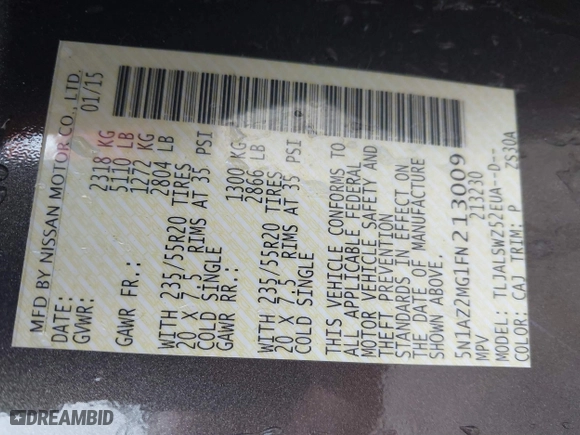 MFD BY NISSAN MOTOR CO., LTD.
DATE: 01/15
GVWR: 2318 KG
5110 LB
GAWR FR.: 1272 KG
2804 LB
WITH 235/55R20 TIRES,
20 X 7.5 RIMS AT 35 PSI
COLD SINGLE
GAWR RR.: 1300 KG
2866 LB
WITH 235/55R20 TIRES,
20 X 7.5 RIMS AT 35 PSI
COLD SINGLE
THIS VEHICLE CONFORMS TO
ALL APPLICABLE FEDERAL
MOTOR VEHICLE SAFETY AND
THEFT PREVENTION
STANDARDS IN EFFECT ON
THE DATE OF MANUFACTURE
SHOWN ABOVE.
5N1AZ2MG1FN213009
MPV 213230
MODEL: TLJALSWZ52EUA-D--
COLOR: CAJ TRIM: P ZS30A
DREAMBID